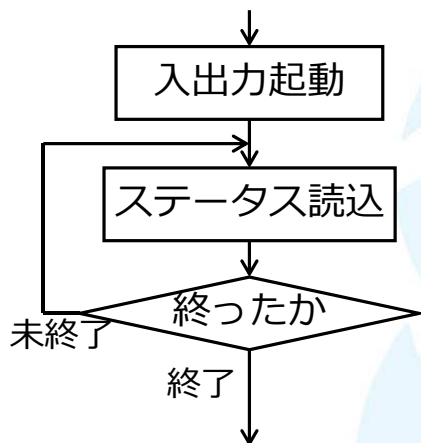 入出力起動
ステータス読込
終ったか
未終了
終了